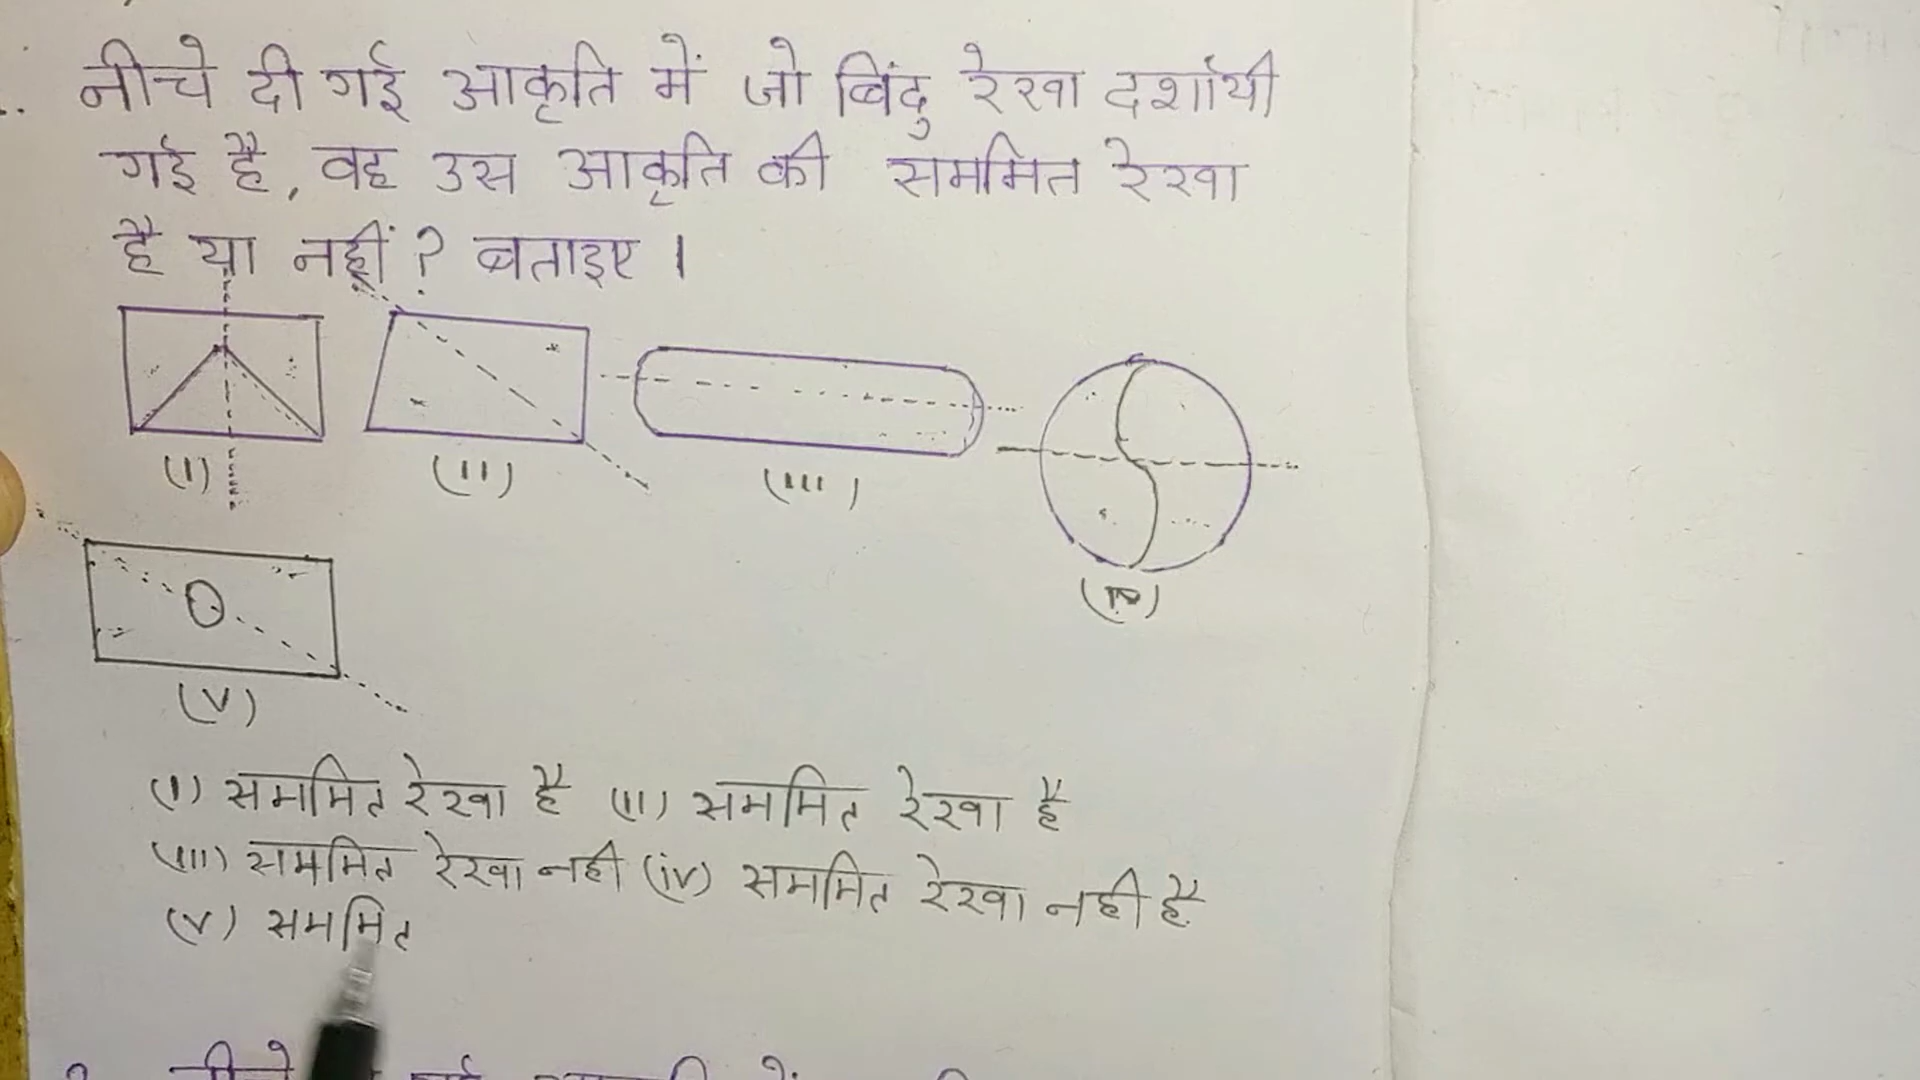 नीचे दी गई आकृति में जो बिंदु रेखा दर्शायी
गई है, वह उस आकृति की सममित रेखा
है या नहीं? बताइए।
(I) (II) (III) (IV)
(V)
(I) सममित रेखा है (II) सममित रेखा है
(III) सममित रेखा नही (iv) सममित रेखा नही है
(V) सममित